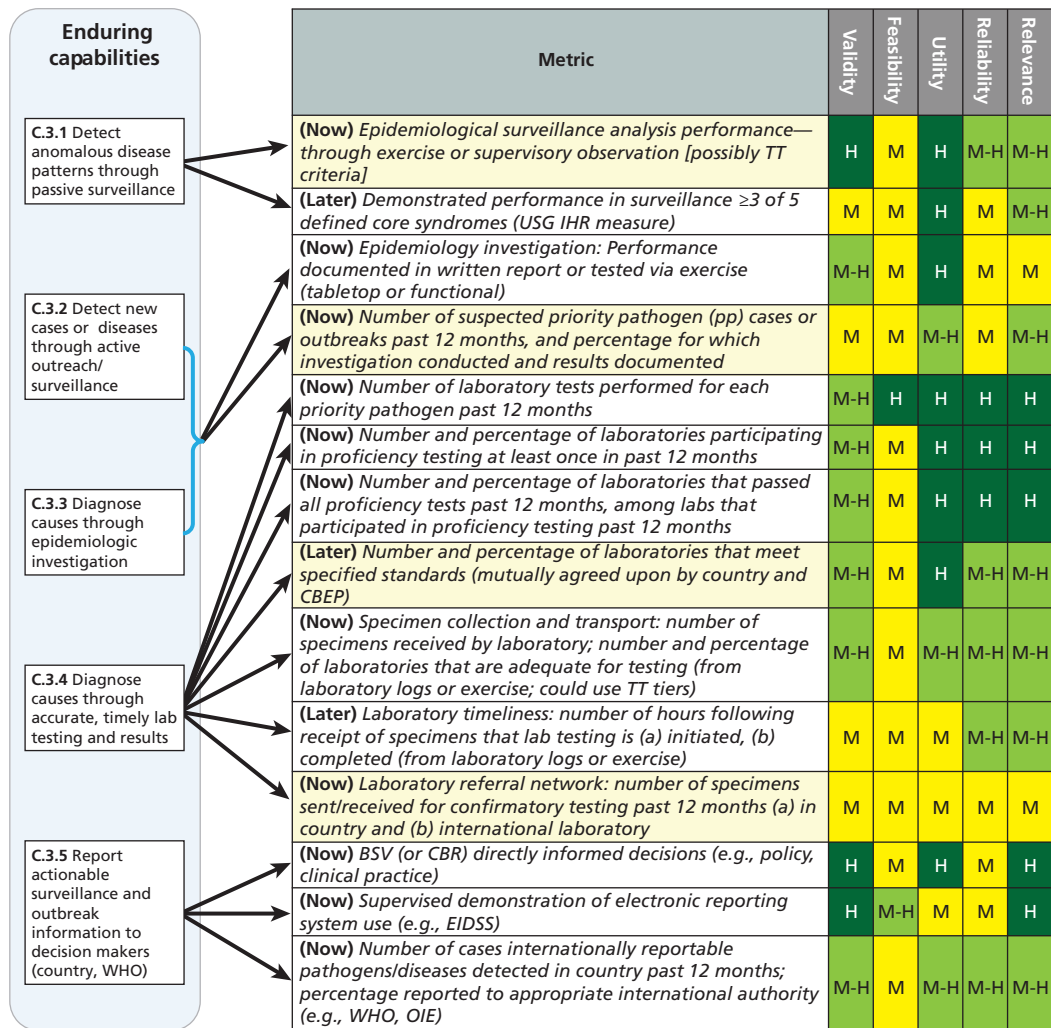 Enduring
capabilities
Metric
Validity
Feasibility
Utility
Reliability
Relevance
C.3.1 Detect
anomalous disease
patterns through
passive surveillance
(Now) Epidemiological surveillance analysis performance—
through exercise or supervisory observation [possibly TT
criteria]
H M H M-H M-H
(Later) Demonstrated performance in surveillance ≥3 of 5
defined core syndromes (USG IHR measure)
M M H M M-H
C.3.2 Detect new
cases or diseases
through active
outreach/
surveillance
(Now) Epidemiology investigation: Performance
documented in written report or tested via exercise
(tabletop or functional)
M-H M H M M
(Now) Number of suspected priority pathogen (pp) cases or
outbreaks past 12 months, and percentage for which
investigation conducted and results documented
M M M-H M M-H
C.3.3 Diagnose
causes through
epidemiologic
investigation
(Now) Number of laboratory tests performed for each
priority pathogen past 12 months
M-H H H H H
(Now) Number and percentage of laboratories participating
in proficiency testing at least once in past 12 months
M-H M H H H
(Now) Number and percentage of laboratories that passed
all proficiency tests past 12 months, among labs that
participated in proficiency testing past 12 months
M-H M H H H
(Later) Number and percentage of laboratories that meet
specified standards (mutually agreed upon by country and
CBEP)
M-H M H M-H M-H
C.3.4 Diagnose
causes through
accurate, timely lab
testing and results
(Now) Specimen collection and transport: number of
specimens received by laboratory; number and percentage
of laboratories that are adequate for testing (from
laboratory logs or exercise; could use TT tiers)
M-H M M-H M-H M-H
(Later) Laboratory timeliness: number of hours following
receipt of specimens that lab testing is (a) initiated, (b)
completed (from laboratory logs or exercise)
M M M M-H M-H
(Now) Laboratory referral network: number of specimens
sent/received for confirmatory testing past 12 months (a) in
country and (b) international laboratory
M M M M M
C.3.5 Report
actionable
surveillance and
outbreak
information to
decision makers
(country, WHO)
(Now) BSV (or CBR) directly informed decisions (e.g., policy,
clinical practice)
H M H M H
(Now) Supervised demonstration of electronic reporting
system use (e.g., EIDSS)
H M-H M M H
(Now) Number of cases internationally reportable
pathogens/diseases detected in country past 12 months;
percentage reported to appropriate international authority
(e.g., WHO, OIE)
M-H M M-H M-H M-H